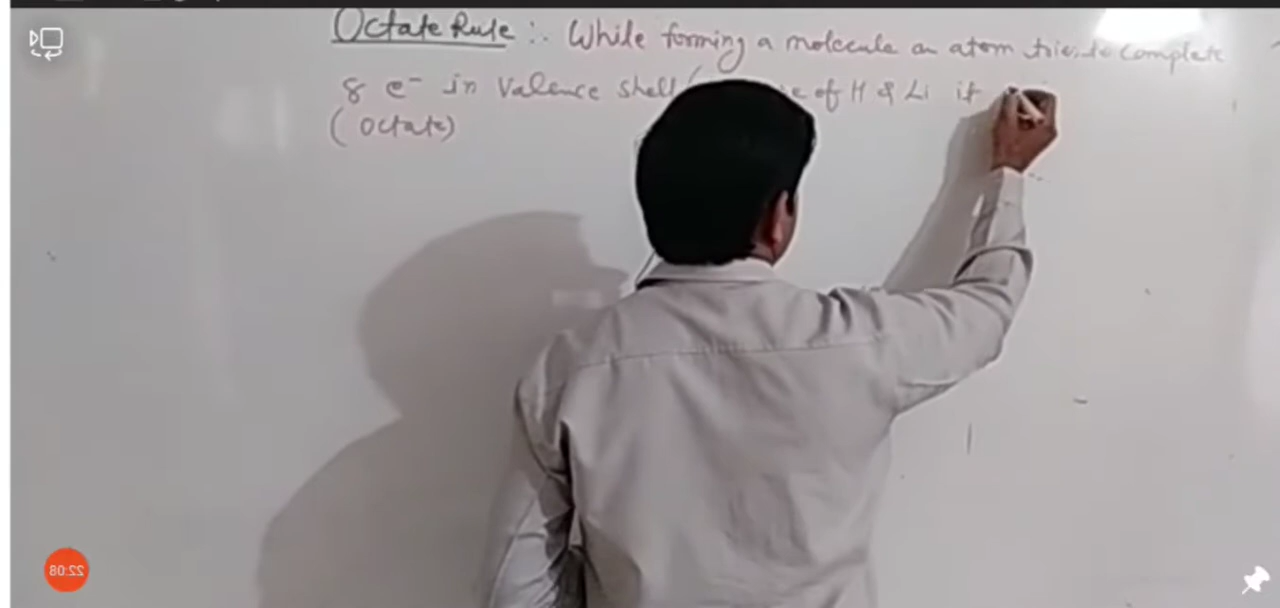 Octate Rule :- While forming a molecule an atom tries to complete
8 e⁻ in Valence shell ( of H & Li it
(Octate)
22:08